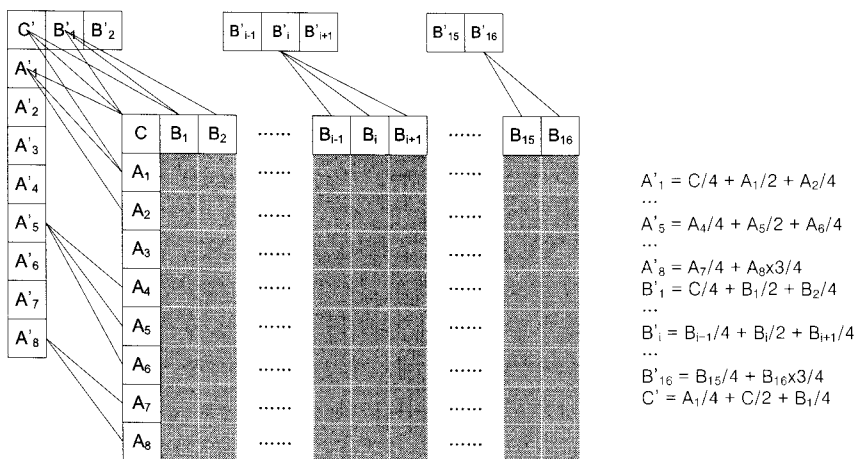 C' B'1 B'2
B'i-1 B'i B'i+1
B'15 B'16
A'1
A'2
A'3
A'4
A'5
A'6
A'7
A'8
C B1 B2 ...... Bi-1 Bi Bi+1 ...... B15 B16
A1 ...... ......
A2 ...... ......
A3 ...... ......
A4 ...... ......
A5 ...... ......
A6 ...... ......
A7 ...... ......
A8 ...... ......
A'1 = C/4 + A1/2 + A2/4
...
A'5 = A4/4 + A5/2 + A6/4
...
A'8 = A7/4 + A8x3/4
B'1 = C/4 + B1/2 + B2/4
...
B'i = Bi-1/4 + Bi/2 + Bi+1/4
...
B'16 = B15/4 + B16x3/4
C' = A1/4 + C/2 + B1/4